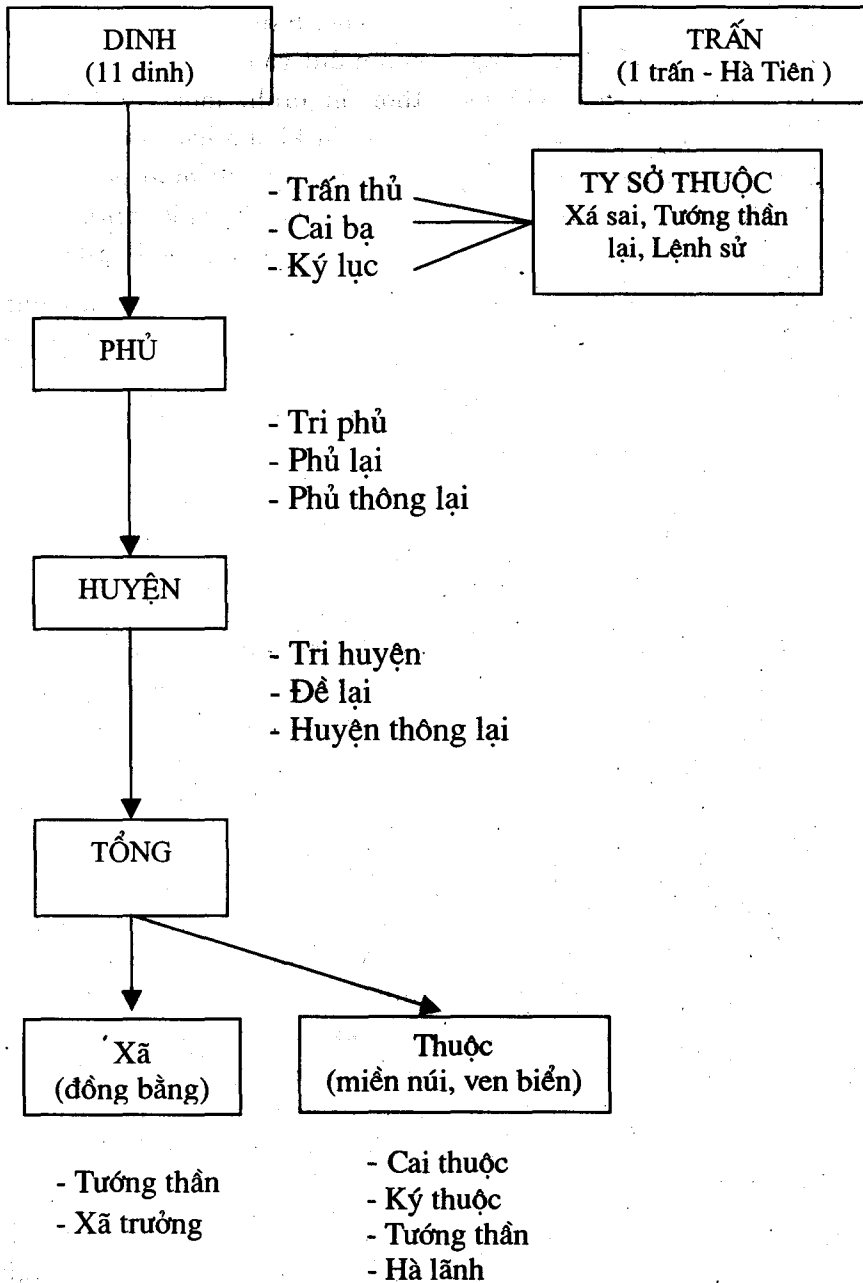 DINH
(11 dinh)
TRẤN
(1 trấn - Hà Tiên )
- Trấn thủ
- Cai bạ
- Ký lục
TY SỞ THUỘC
Xá sai, Tướng thần
lại, Lệnh sử
PHỦ
- Tri phủ
- Phủ lại
- Phủ thông lại
HUYỆN
- Tri huyện
- Đề lại
- Huyện thông lại
TỔNG
Xã
(đồng bằng)
Thuộc
(miền núi, ven biển)
- Tướng thần
- Xã trưởng
- Cai thuộc
- Ký thuộc
- Tướng thần
- Hà lãnh